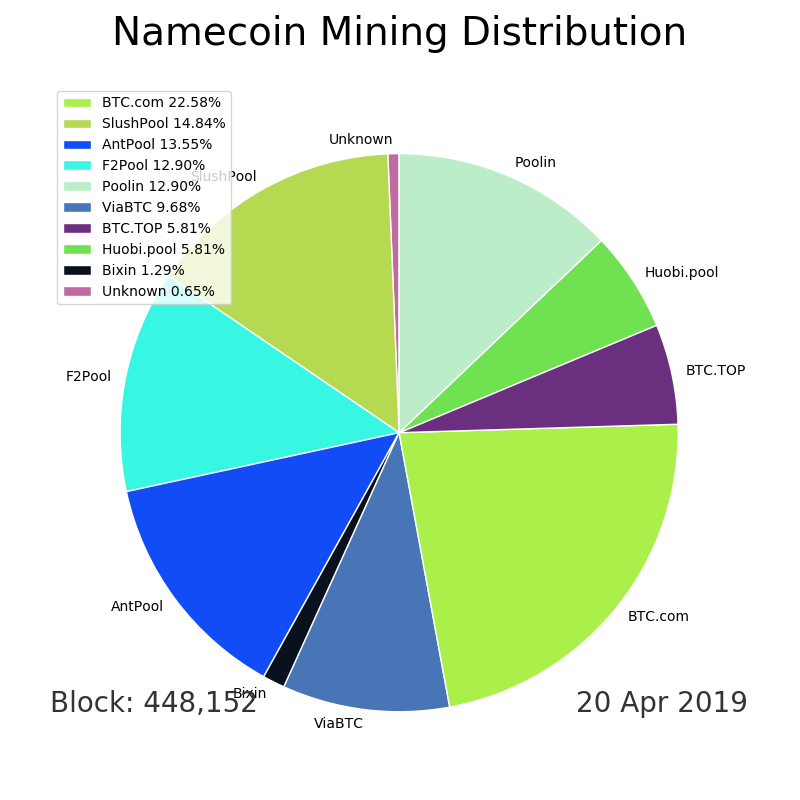 Namecoin Mining Distribution
BTC.com 22.58%
SlushPool 14.84%
AntPool 13.55%
F2Pool 12.90%
Poolin 12.90%
ViaBTC 9.68%
BTC.TOP 5.81%
Huobi.pool 5.81%
Bixin 1.29%
Unknown 0.65%
Unknown
Poolin
SlushPool
Huobi.pool
BTC.TOP
F2Pool
AntPool
BTC.com
Bixin
ViaBTC
Block: 448,152
20 Apr 2019